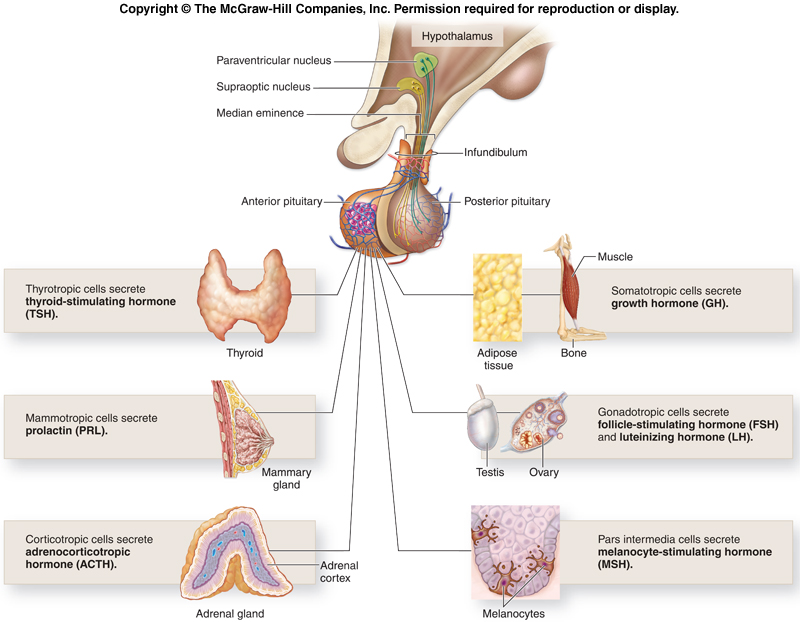 Copyright © The McGraw-Hill Companies, Inc. Permission required for reproduction or display.
Hypothalamus
Paraventricular nucleus
Supraoptic nucleus
Median eminence
Infundibulum
Anterior pituitary
Posterior pituitary
Thyrotropic cells secrete
thyroid-stimulating hormone
(TSH).
Thyroid
Muscle
Somatotropic cells secrete
growth hormone (GH).
Adipose
tissue
Bone
Mammotropic cells secrete
prolactin (PRL).
Mammary
gland
Gonadotropic cells secrete
follicle-stimulating hormone (FSH)
and luteinizing hormone (LH).
Testis
Ovary
Corticotropic cells secrete
adrenocorticotropic
hormone (ACTH).
Adrenal
cortex
Adrenal gland
Pars intermedia cells secrete
melanocyte-stimulating hormone
(MSH).
Melanocytes